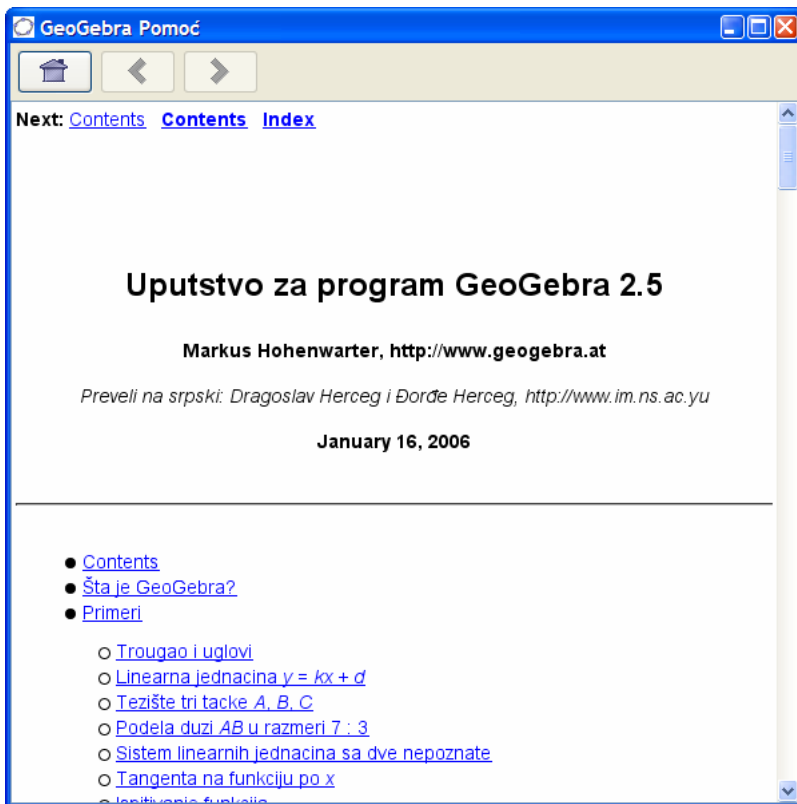 GeoGebra Pomoć
Next: Contents Contents Index
Uputstvo za program GeoGebra 2.5
Markus Hohenwarter, http://www.geogebra.at
Preveli na srpski: Dragoslav Herceg i Đorđe Herceg, http://www.im.ns.ac.yu
January 16, 2006
Contents
Šta je GeoGebra?
Primeri
Trougao i uglovi
Linearna jednacina y = kx + d
Tezište tri tacke A, B, C
Podela duzi AB u razmeri 7 : 3
Sistem linearnih jednacina sa dve nepoznate
Tangenta na funkciju po x
Ispitivanje funkcija